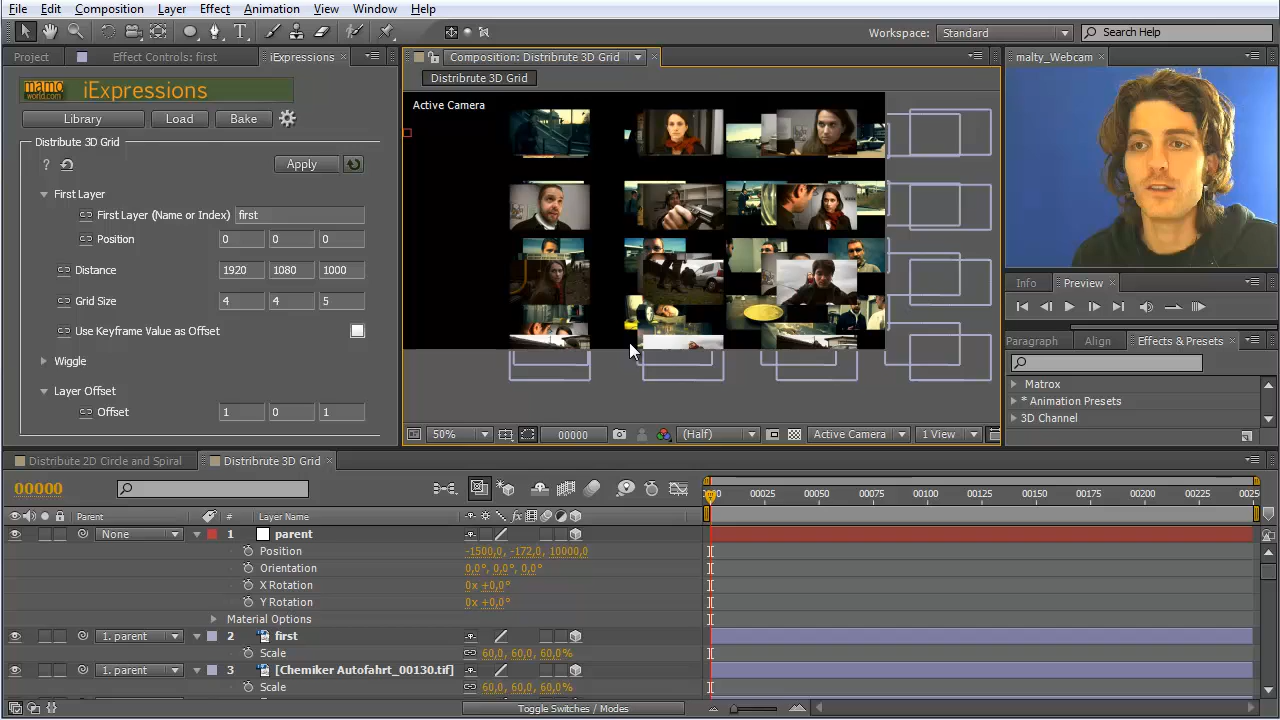 File Edit Composition Layer Effect Animation View Window Help
Workspace: Standard Search Help
Project Effect Controls: first iExpressions
Composition: Distribrute 3D Grid
malty_Webcam
mamo world.com iExpressions
Distribrute 3D Grid
Library Load Bake
Active Camera
Distribrute 3D Grid
? Apply
First Layer
First Layer (Name or Index) first
Position 0 0 0
Distance 1920 1080 1000
Grid Size 4 4 5
Use Keyframe Value as Offset
Wiggle
Layer Offset
Offset 1 0 1
Info Preview
Paragraph Align Effects & Presets
Matrox
* Animation Presets
3D Channel
50% 00000 (Half) Active Camera 1 View
Distribute 2D Circle and Spiral Distribrute 3D Grid
00000
00025 00050 00075 00100 00125 00150 00175 00200 00225 0025
Parent # Layer Name
None 1 parent
Position -1500,0, -172,0, 10000,0
Orientation 0,0°, 0,0°, 0,0°
X Rotation 0x +0,0°
Y Rotation 0x +0,0°
Material Options
1. parent 2 first
Scale 60,0, 60,0, 60,0%
1. parent 3 [Chemiker Autofahrt_00130.tif]
Scale 60,0, 60,0, 60,0%
Toggle Switches / Modes